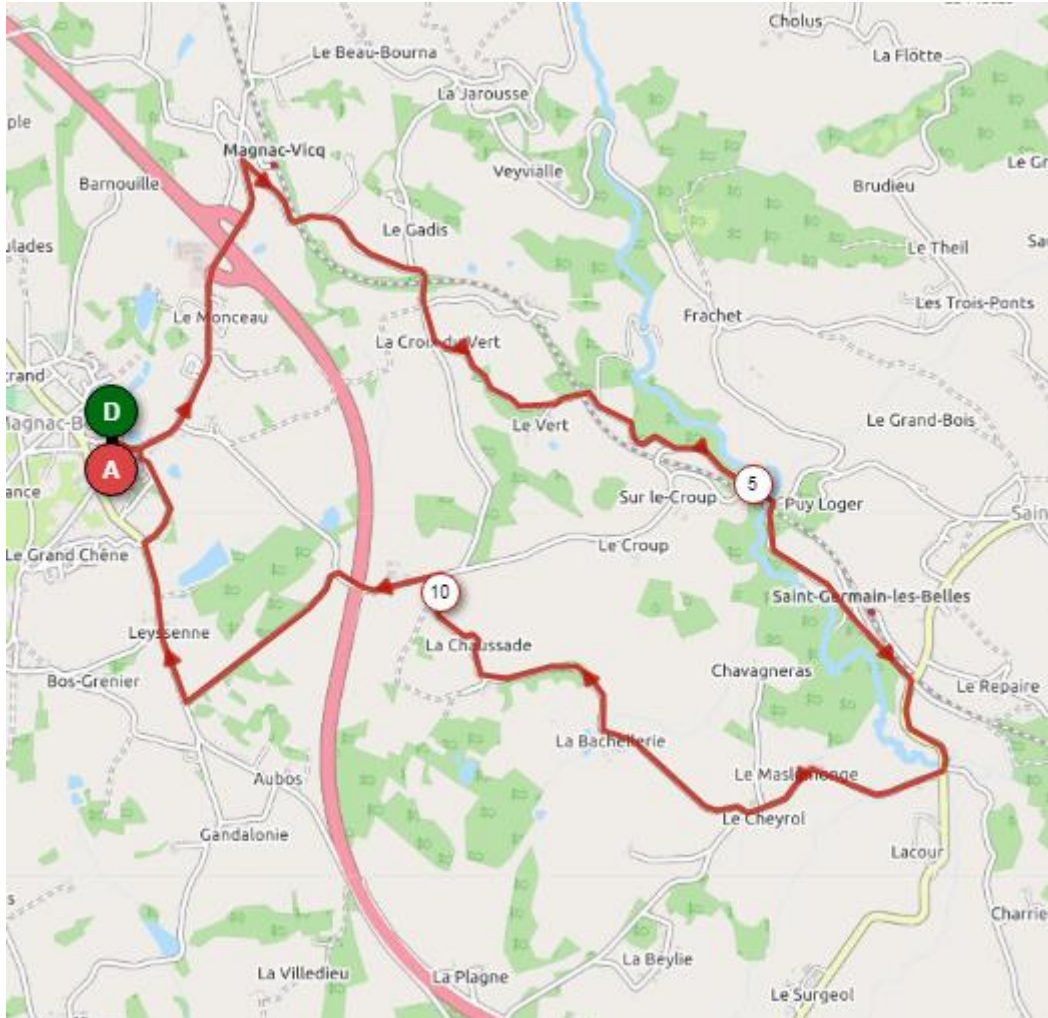 Cholus
La Flotte
Le Beau-Bourna
La Jarousse
ple
Magnac-Vicq
Veyvialle
Le Gr
Barnouille
Brudieu
Le Gadis
ulades
Le Theil
Sau
Les Trois-Ponts
Le Monceau
Frachet
La Croix du Vert
trand
D
Magnac-B
Le Grand-Bois
Le Vert
A
ance
5
Sur le-Croup
Puy Loger
Sain
Le Grand Chêne
Le Croup
10
Saint-Germain-les-Belles
Leyssenne
La Chaussade
Bos-Grenier
Chavagneras
Le Repaire
La Bachellerie
Aubos
Le Cheyrol
Gandalonie
Lacour
Charrie
La Villedieu
La Plagne
La Beylie
Le Surgeol